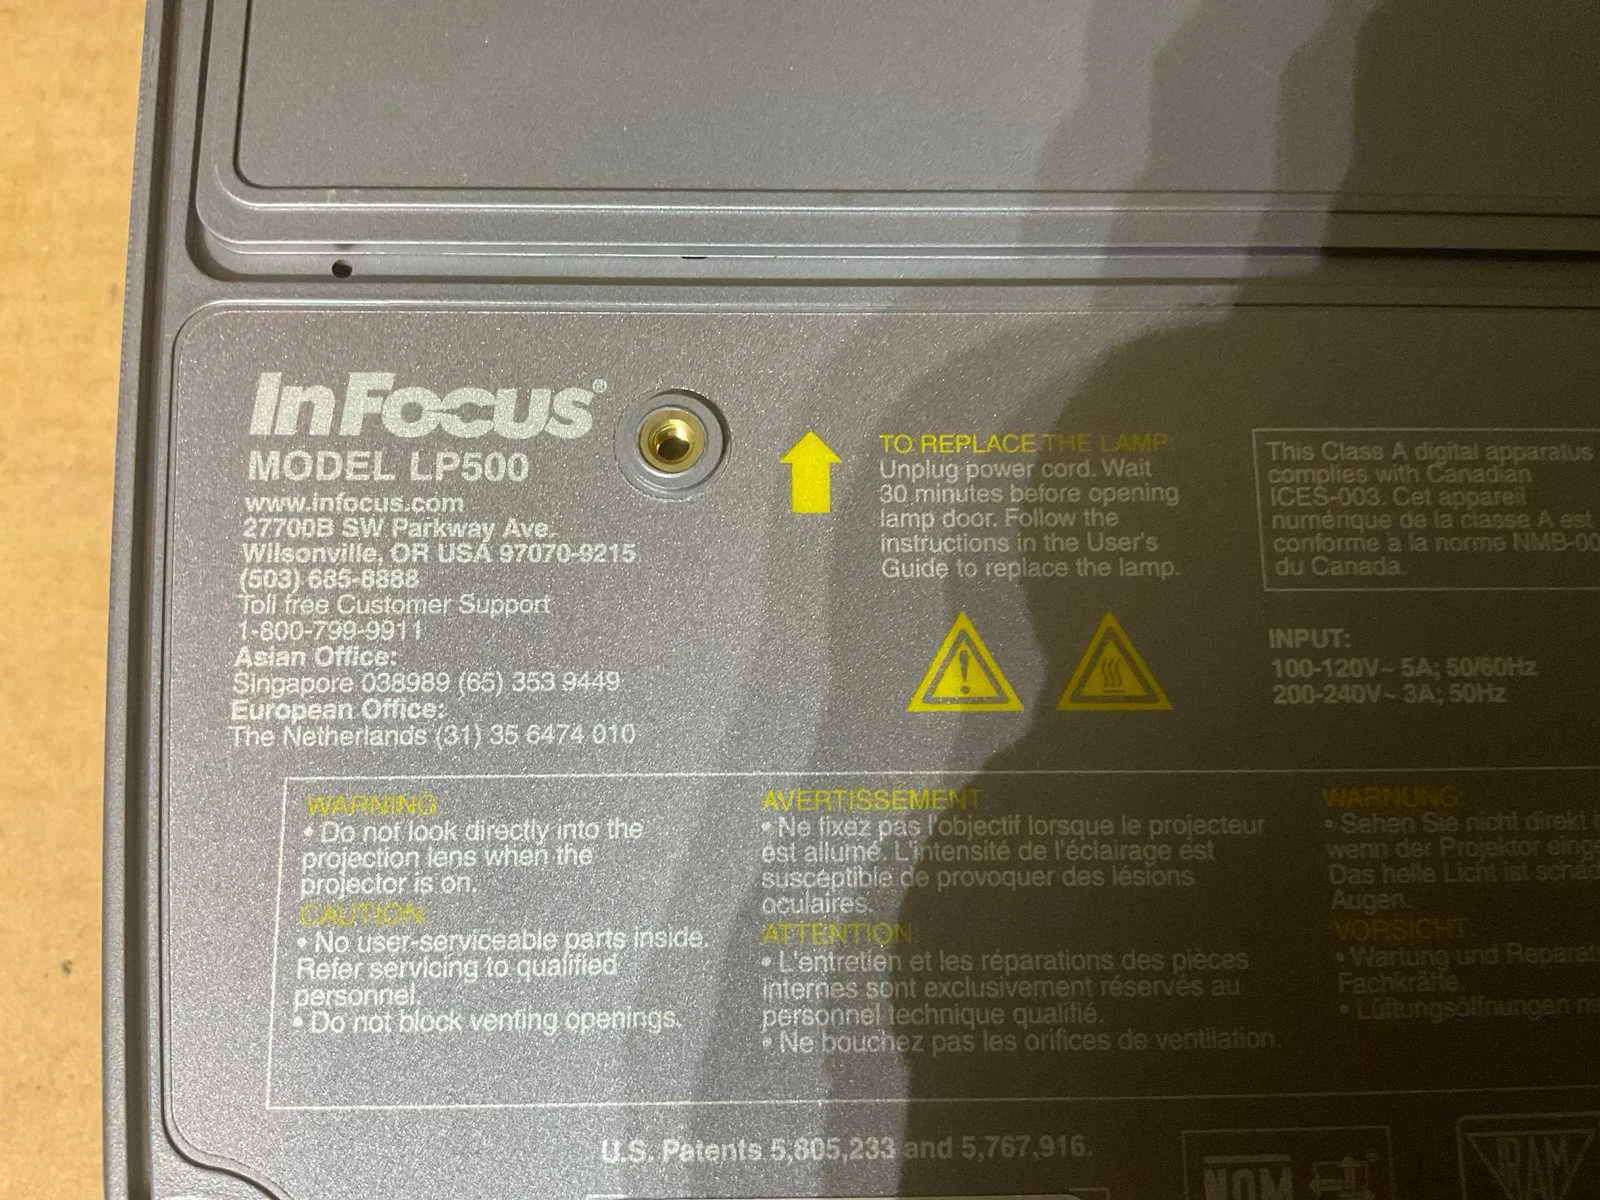 InFocus®
MODEL LP500
www.infocus.com
27700B SW Parkway Ave.
Wilsonville, OR USA 97070-9215
(503) 685-8888
Toll free Customer Support
1-800-799-9911
Asian Office:
Singapore 038989 (65) 353 9449
European Office:
The Netherlands (31) 35 6474 010
TO REPLACE THE LAMP:
Unplug power cord. Wait
30 minutes before opening
lamp door. Follow the
instructions in the User's
Guide to replace the lamp.
This Class A digital apparatus
complies with Canadian
ICES-003. Cet appareil
numérique de la classe A est
conforme à la norme NMB-00
du Canada.
INPUT:
100-120V~ 5A; 50/60Hz
200-240V~ 3A; 50Hz
WARNING
• Do not look directly into the
projection lens when the
projector is on.
CAUTION
• No user-serviceable parts inside.
Refer servicing to qualified
personnel.
• Do not block venting openings.
AVERTISSEMENT
• Ne fixez pas l'objectif lorsque le projecteur
est allumé. L'intensité de l'éclairage est
susceptible de provoquer des lésions
oculaires.
ATTENTION
• L'entretien et les réparations des pièces
internes sont exclusivement réservés au
personnel technique qualifié.
• Ne bouchez pas les orifices de ventilation.
WARNUNG
• Sehen Sie nicht direkt
wenn der Projektor eing
Das helle Licht ist schäd
Augen.
VORSICHT
• Wartung und Reparat
Fachkräfte.
• Lüftungsöffnungen ni
U.S. Patents 5,805,233 and 5,767,916.
NOM
TRAM